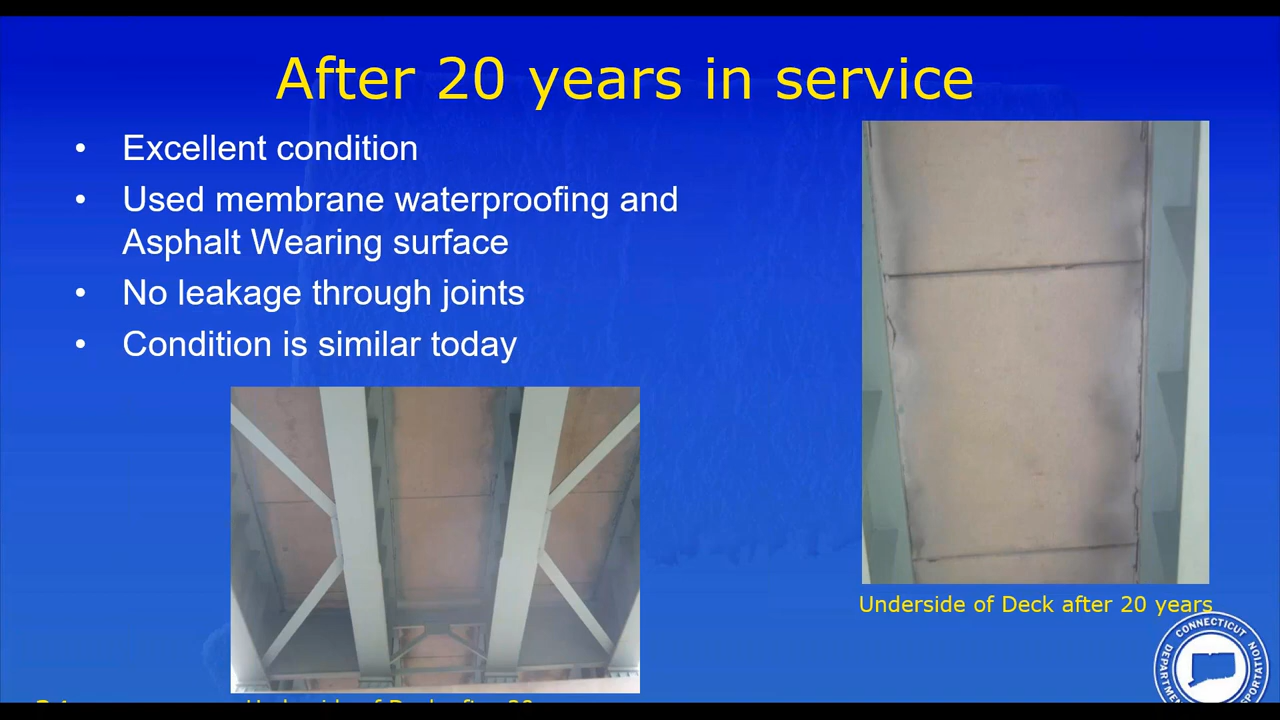 After 20 years in service
• Excellent condition
• Used membrane waterproofing and
Asphalt Wearing surface
• No leakage through joints
• Condition is similar today
Underside of Deck after 20 years
CONNECTICUT